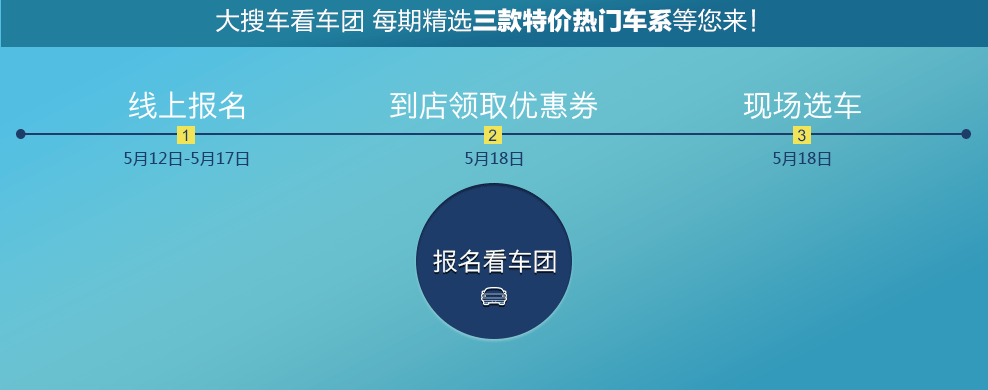 大搜车看车团 每期精选三款特价热门车系等您来！
线上报名 到店领取优惠券 现场选车
1 2 3
5月12日-5月17日 5月18日 5月18日
报名看车团